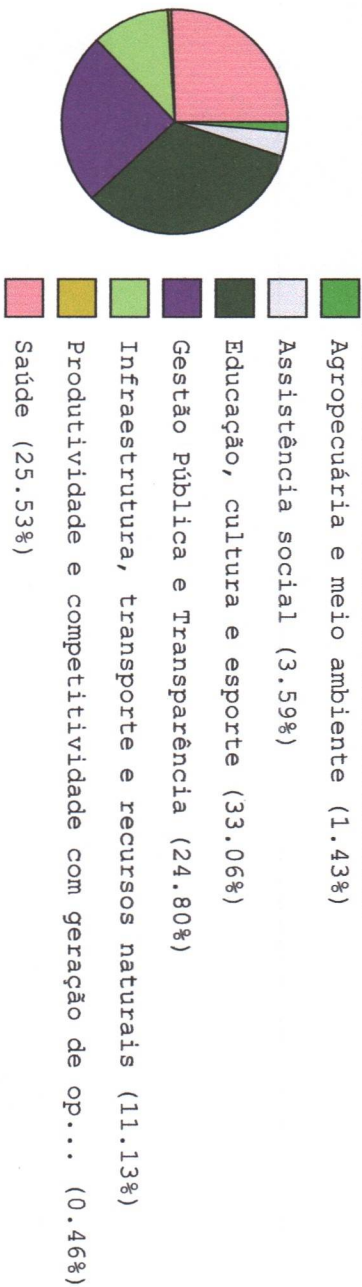 Agropecuária e meio ambiente (1.43%)
Assistência social (3.59%)
Educação, cultura e esporte (33.06%)
Gestão Pública e Transparência (24.80%)
Infraestrutura, transporte e recursos naturais (11.13%)
Produtividade e competitividade com geração de op... (0.46%)
Saúde (25.53%)